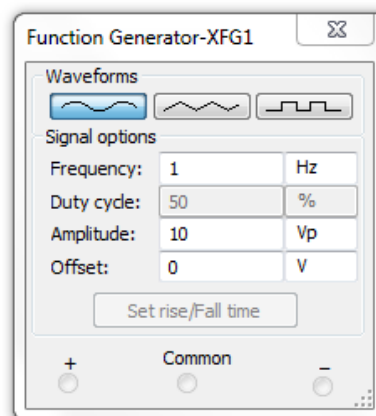 Function Generator-XFG1
Waveforms
Signal options
Frequency: 1 Hz
Duty cycle: 50 %
Amplitude: 10 Vp
Offset: 0 V
Set rise/Fall time
+ Common −